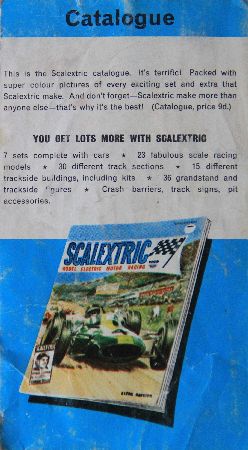 Catalogue
This is the Scalextric catalogue. It's terrific! Packed with
super colour pictures of every exciting set and extra that
Scalextric make. And don't forget—Scalextric make more than
anyone else—that's why it's the best! (Catalogue, price 9d.)
YOU GET LOTS MORE WITH SCALEXTRIC
7 sets complete with cars ★ 23 fabulous scale racing
models ★ 30 different track sections ★ 15 different
trackside buildings, including kits ★ 36 grandstand and
trackside figures ★ Crash barriers, track signs, pit
accessories.
SCALEXTRIC
MODEL ELECTRIC MOTOR RACING